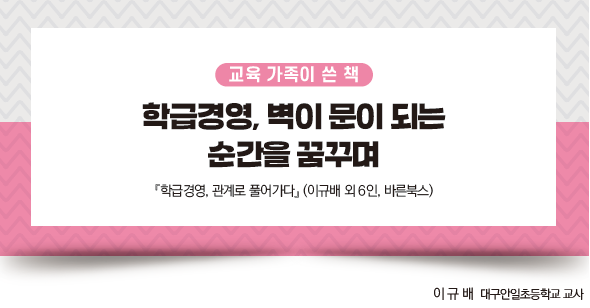 교육 가족이 쓴 책
학급경영, 벽이 문이 되는
순간을 꿈꾸며
『학급경영, 관계로 풀어가다』 (이규배 외 6인, 바른북스)
이 규 배 대구안일초등학교 교사